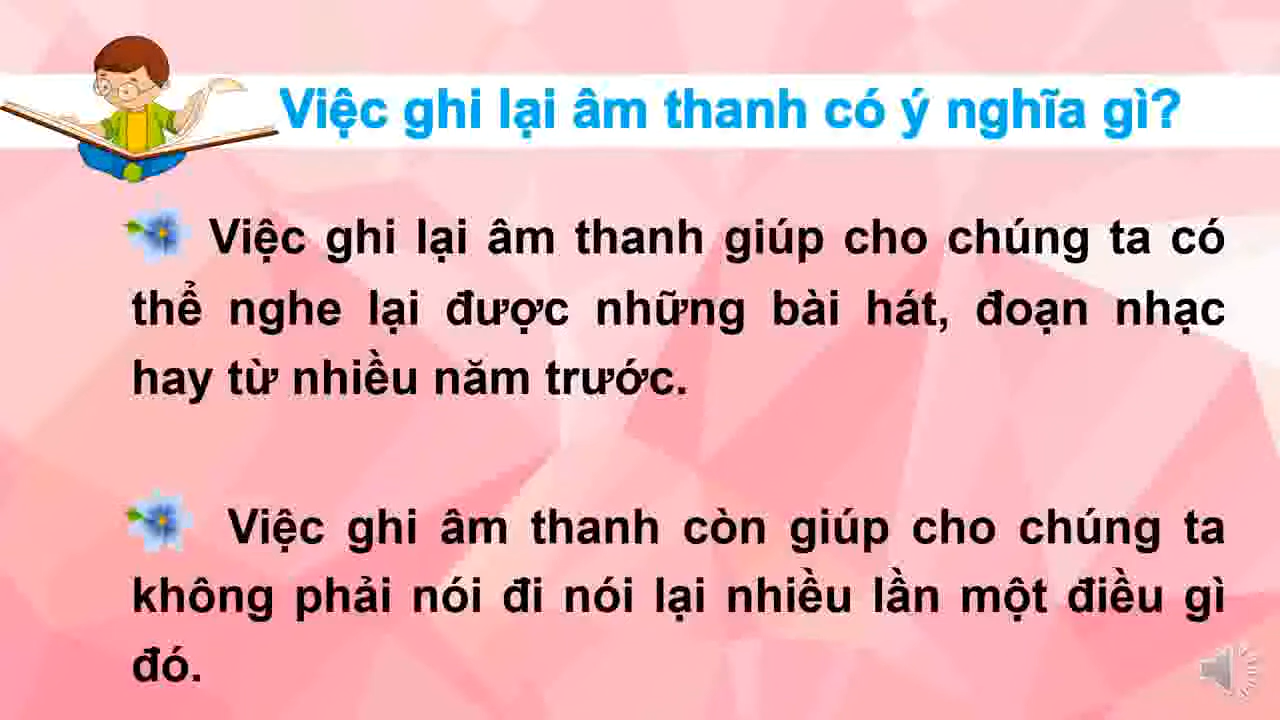 Việc ghi lại âm thanh có ý nghĩa gì?
Việc ghi lại âm thanh giúp cho chúng ta có
thể nghe lại được những bài hát, đoạn nhạc
hay từ nhiều năm trước.
Việc ghi âm thanh còn giúp cho chúng ta
không phải nói đi nói lại nhiều lần một điều gì
đó.